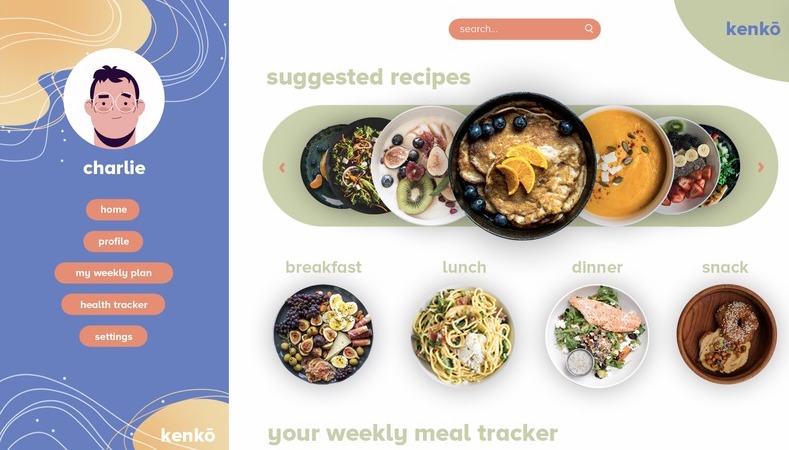 charlie
home
profile
my weekly plan
health tracker
settings
kenkō
search...
kenkō
suggested recipes
breakfast
lunch
dinner
snack
your weekly meal tracker